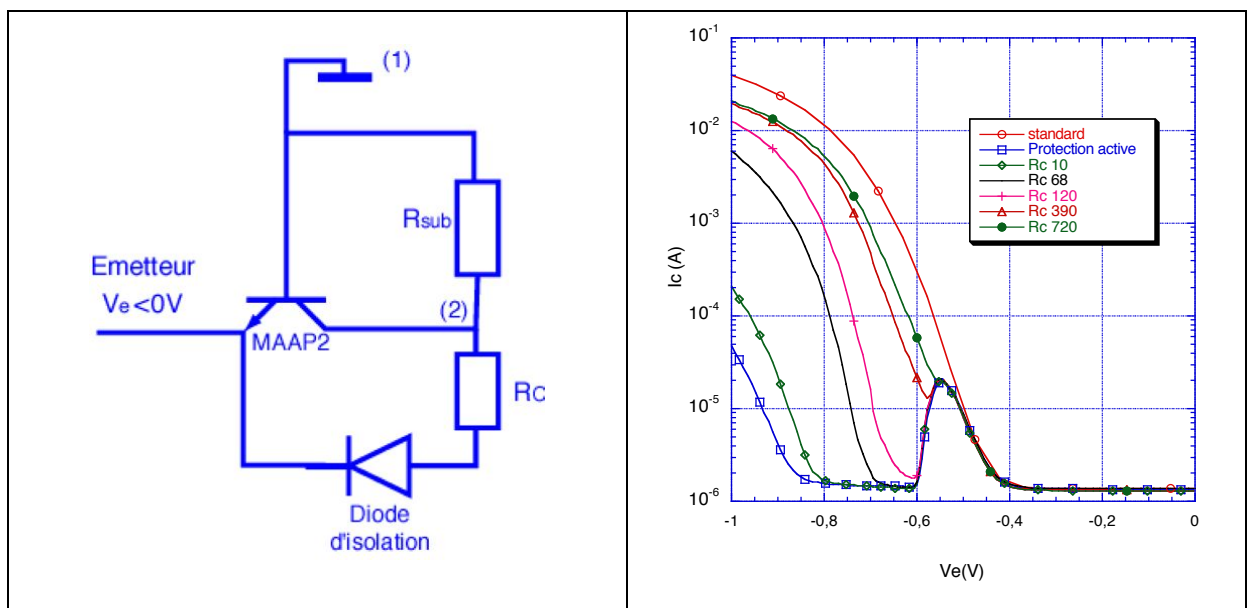 (1)
Rsub
Emetteur
Ve<0V
(2)
MAAP2
RC
Diode
d'isolation
10-1
10-2
10-3
10-4
10-5
10-6
Ic (A)
standard
Protection active
Rc 10
Rc 68
Rc 120
Rc 390
Rc 720
-1
-0,8
-0,6
-0,4
-0,2
0
Ve(V)